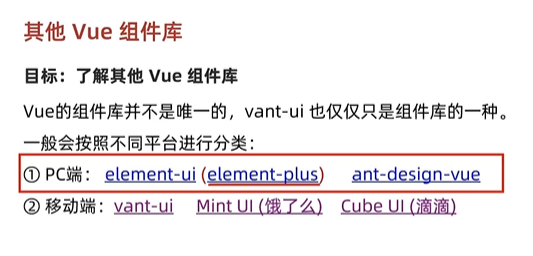 其他 Vue 组件库
目标：了解其他 Vue 组件库
Vue的组件库并不是唯一的，vant-ui 也仅仅只是组件库的一种。
一般会按照不同平台进行分类：
① PC端： element-ui (element-plus) ant-design-vue
② 移动端：vant-ui Mint UI (饿了么) Cube UI (滴滴)